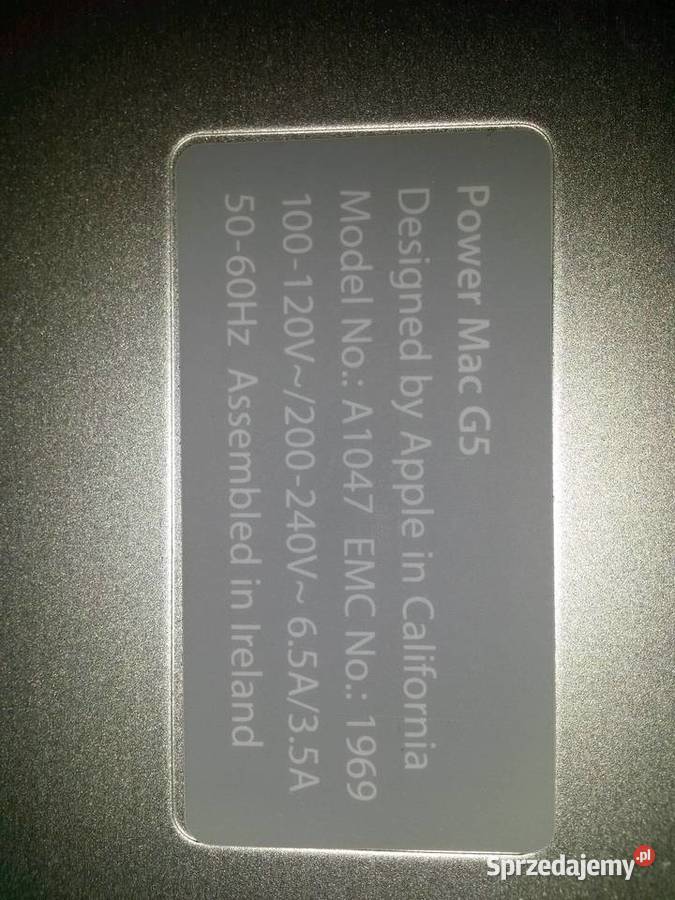 Power Mac G5
Designed by Apple in California
Model No.: A1047 EMC No.: 1969
100-120V~/200-240V~ 6.5A/3.5A
50-60Hz Assembled in Ireland
Sprzedajemy.pl